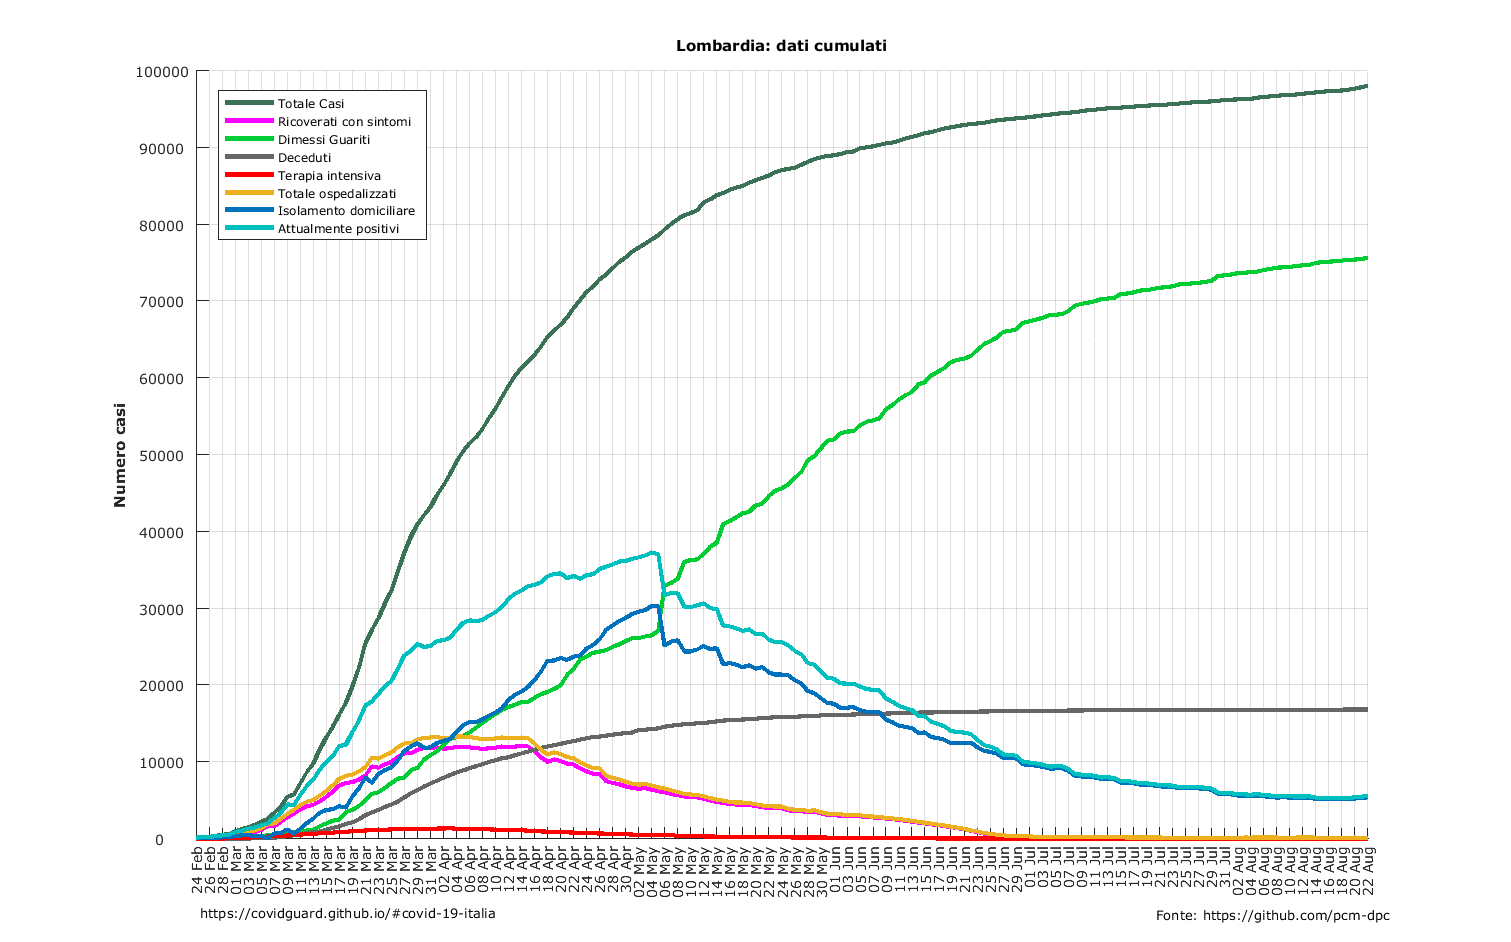 Lombardia: dati cumulati
Numero casi
100000
90000
80000
70000
60000
50000
40000
30000
20000
10000
0
Totale Casi
Ricoverati con sintomi
Dimessi Guariti
Deceduti
Terapia intensiva
Totale ospedalizzati
Isolamento domiciliare
Attualmente positivi
24 Feb
26 Feb
28 Feb
01 Mar
03 Mar
05 Mar
07 Mar
09 Mar
11 Mar
13 Mar
15 Mar
17 Mar
19 Mar
21 Mar
23 Mar
25 Mar
27 Mar
29 Mar
31 Mar
02 Apr
04 Apr
06 Apr
08 Apr
10 Apr
12 Apr
14 Apr
16 Apr
18 Apr
20 Apr
22 Apr
24 Apr
26 Apr
28 Apr
30 Apr
02 May
04 May
06 May
08 May
10 May
12 May
14 May
16 May
18 May
20 May
22 May
24 May
26 May
28 May
30 May
01 Jun
03 Jun
05 Jun
07 Jun
09 Jun
11 Jun
13 Jun
15 Jun
17 Jun
19 Jun
21 Jun
23 Jun
25 Jun
27 Jun
29 Jun
01 Jul
03 Jul
05 Jul
07 Jul
09 Jul
11 Jul
13 Jul
15 Jul
17 Jul
19 Jul
21 Jul
23 Jul
25 Jul
27 Jul
29 Jul
31 Jul
02 Aug
04 Aug
06 Aug
08 Aug
10 Aug
12 Aug
14 Aug
16 Aug
18 Aug
20 Aug
22 Aug
https://covidguard.github.io/#covid-19-italia
Fonte: https://github.com/pcm-dpc